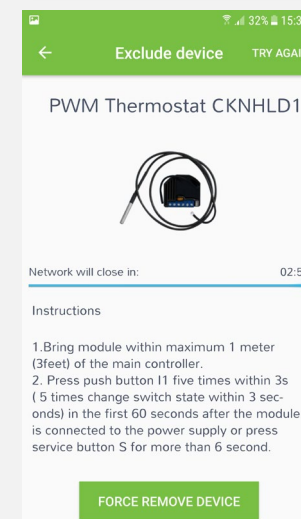 32% 15:3
Exclude device TRY AGAI
PWM Thermostat CKNHLD1
Network will close in: 02:5
Instructions
1.Bring module within maximum 1 meter
(3feet) of the main controller.
2. Press push button I1 five times within 3s
( 5 times change switch state within 3 sec-
onds) in the first 60 seconds after the module
is connected to the power supply or press
service button S for more than 6 second.
FORCE REMOVE DEVICE